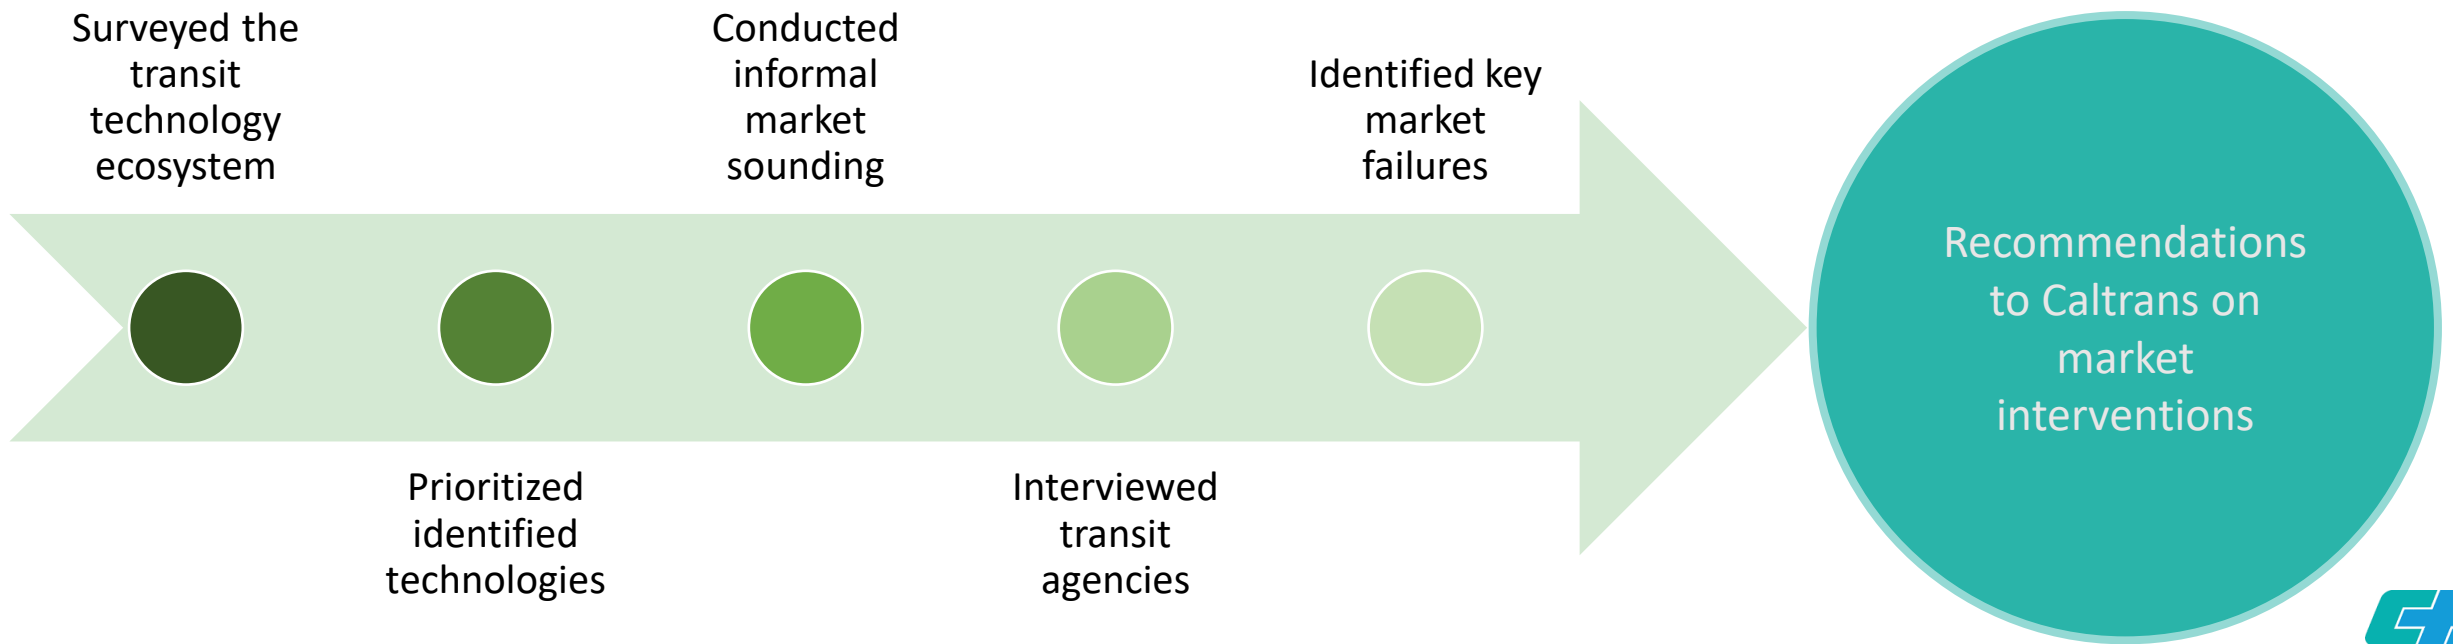 Surveyed the
transit
technology
ecosystem
Prioritized
identified
technologies
Conducted
informal
market
sounding
Interviewed
transit
agencies
Identified key
market
failures
Recommendations
to Caltrans on
market
interventions